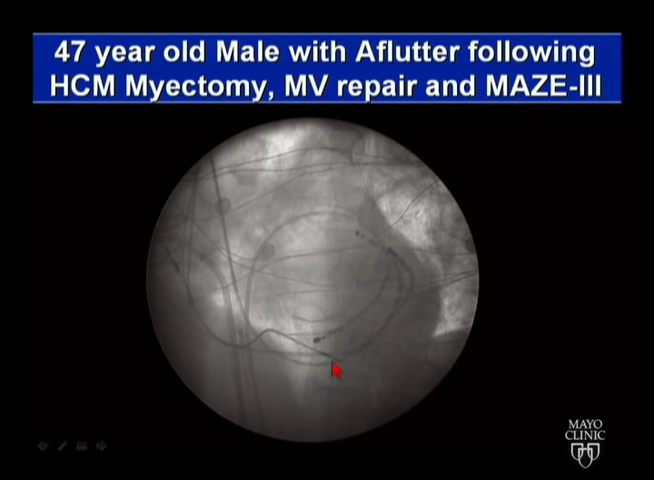 47 year old Male with Aflutter following
HCM Myectomy, MV repair and MAZE-III
MAYO
CLINIC